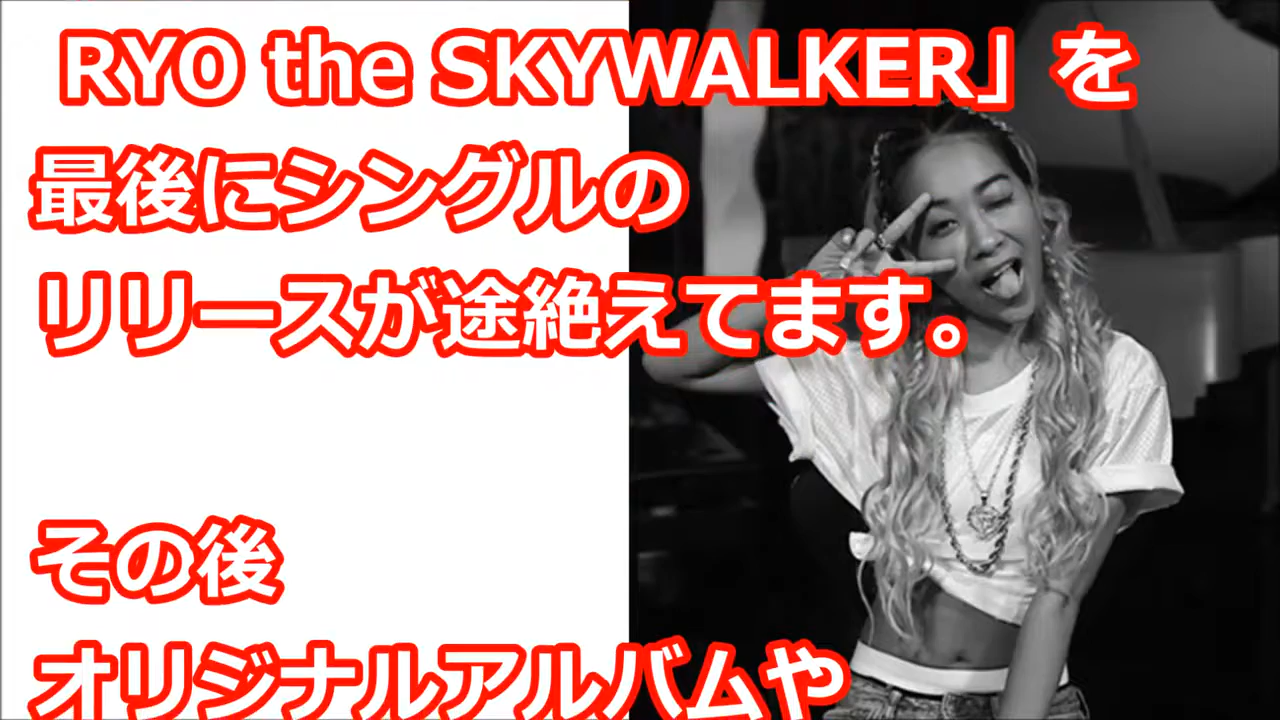 RYO the SKYWALKER」を
最後にシングルの
リリースが途絶えてます。
その後
オリジナルアルバムや